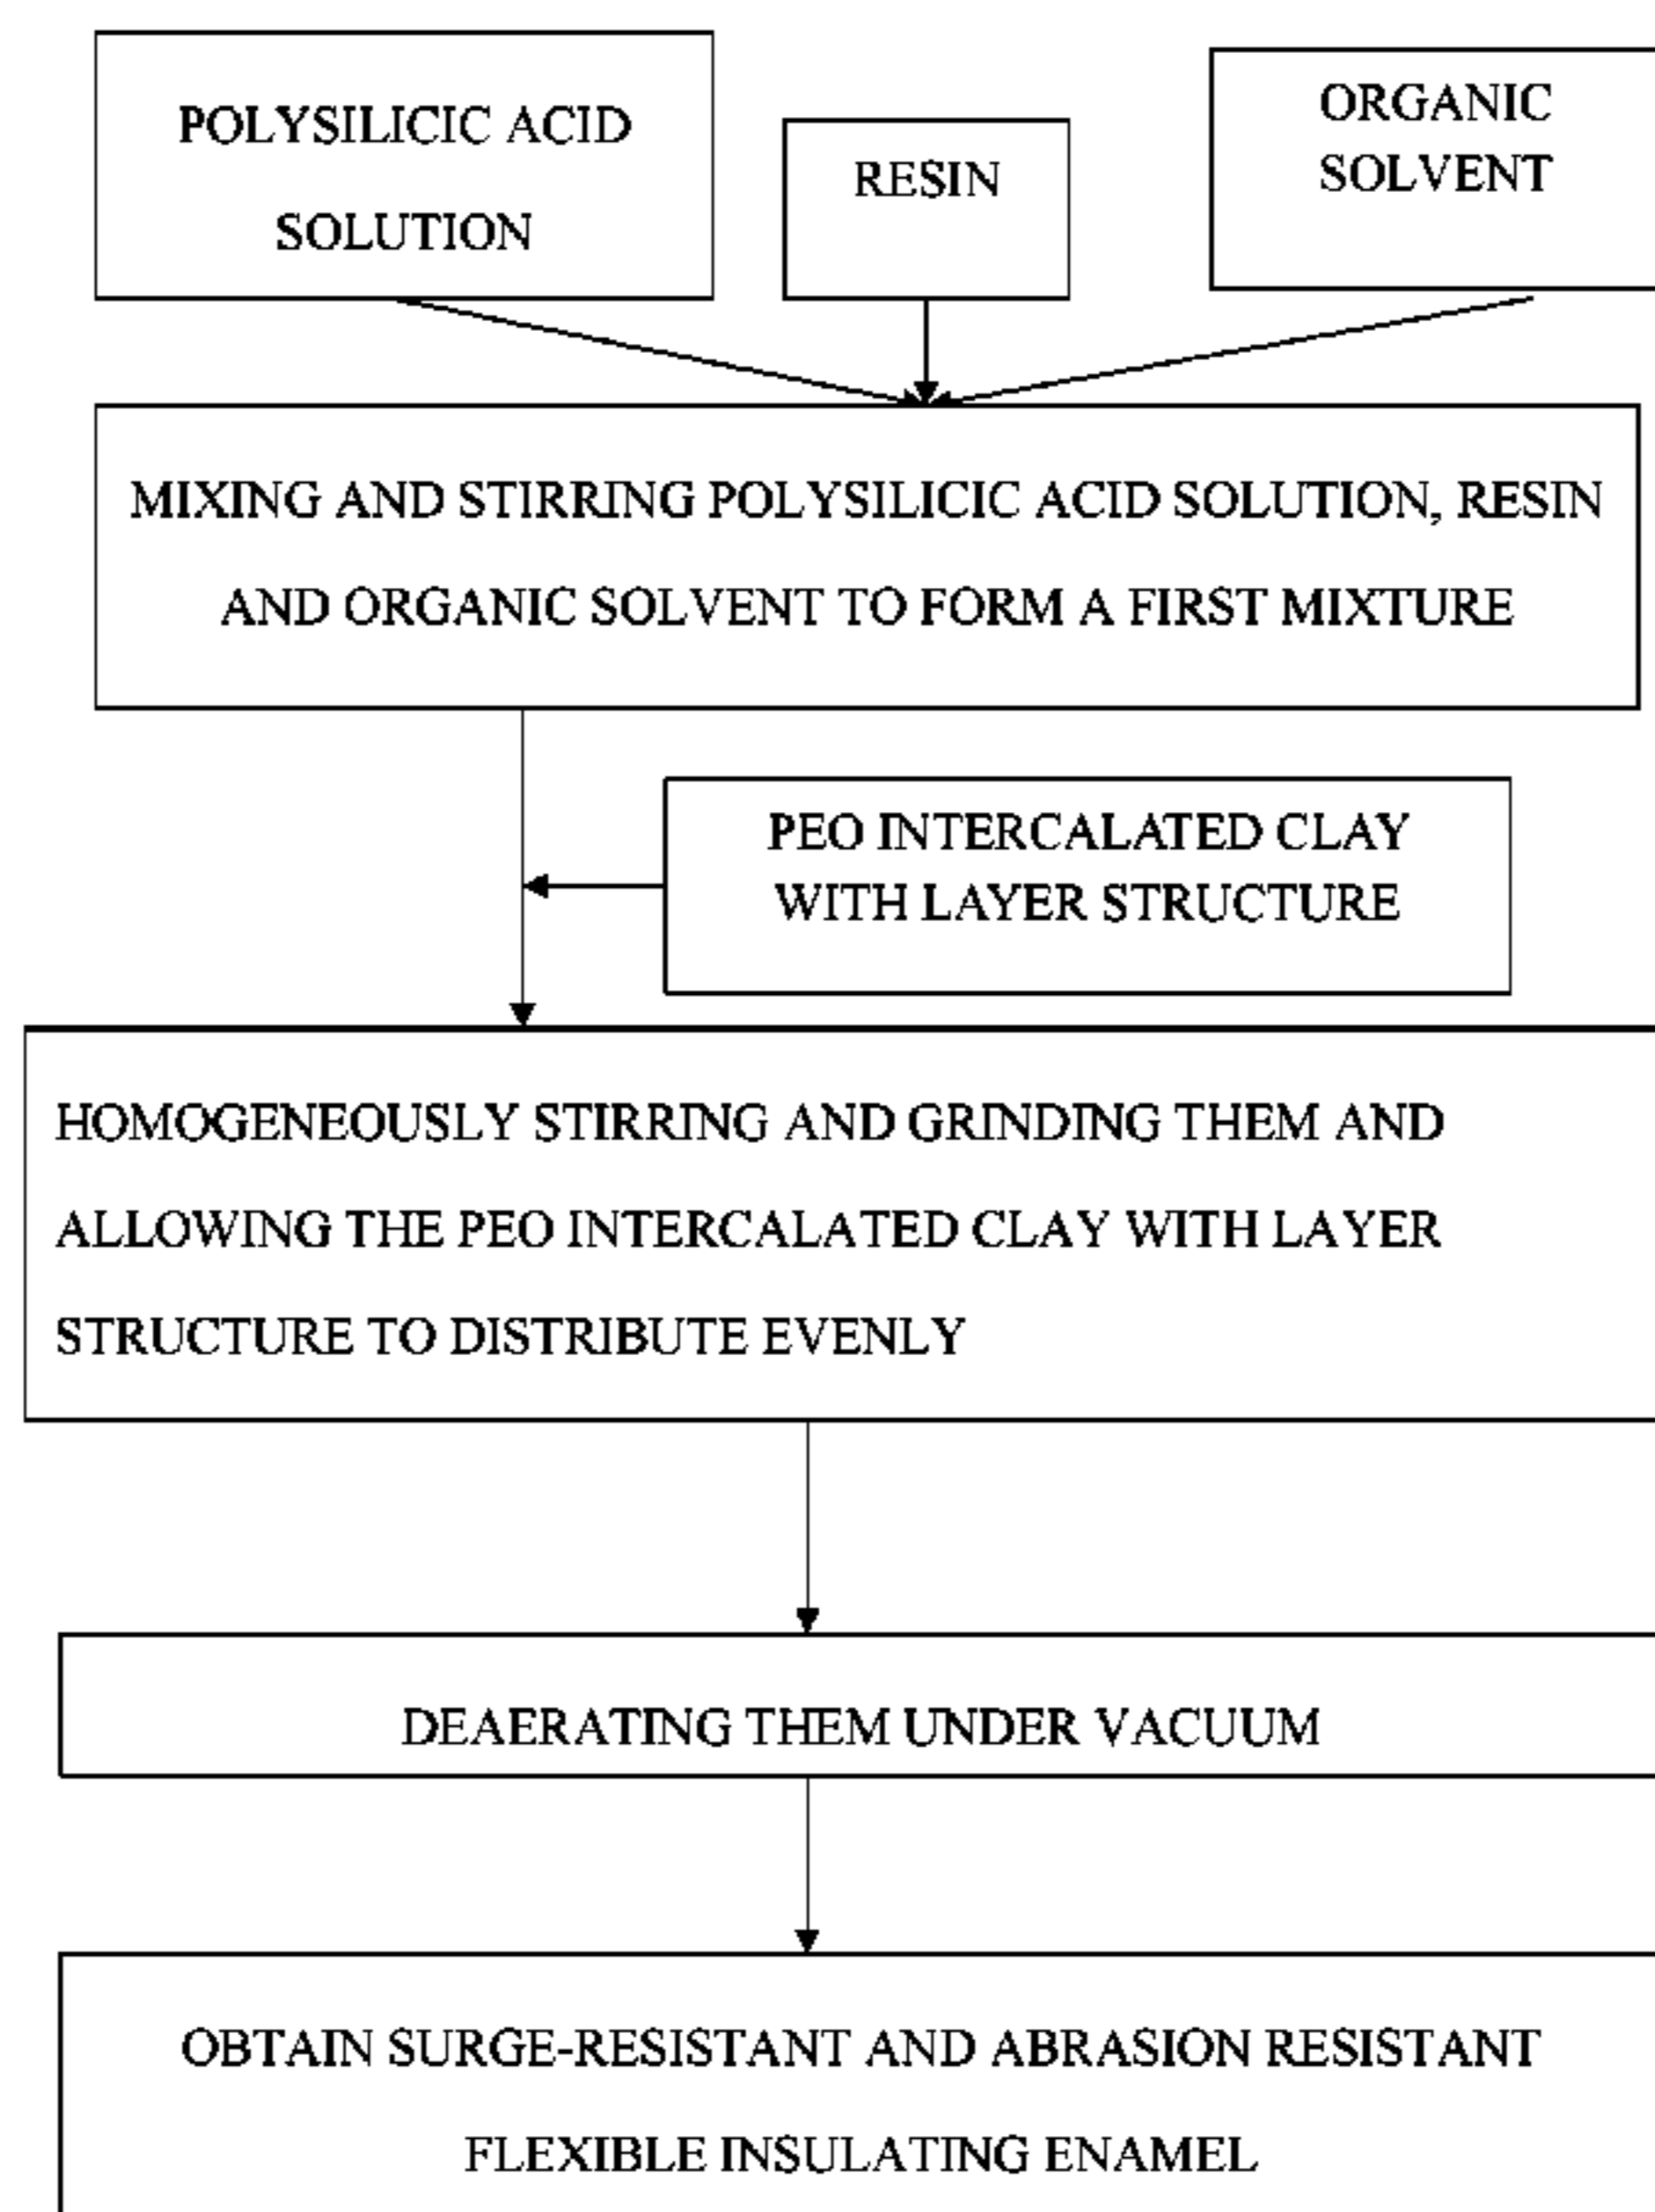 POLYSILICIC ACID
SOLUTION
RESIN
ORGANIC
SOLVENT
MIXING AND STIRRING POLYSILICIC ACID SOLUTION, RESIN
AND ORGANIC SOLVENT TO FORM A FIRST MIXTURE
PEO INTERCALATED CLAY
WITH LAYER STRUCTURE
HOMOGENEOUSLY STIRRING AND GRINDING THEM AND
ALLOWING THE PEO INTERCALATED CLAY WITH LAYER
STRUCTURE TO DISTRIBUTE EVENLY
DEAERATING THEM UNDER VACUUM
OBTAIN SURGE-RESISTANT AND ABRASION RESISTANT
FLEXIBLE INSULATING ENAMEL